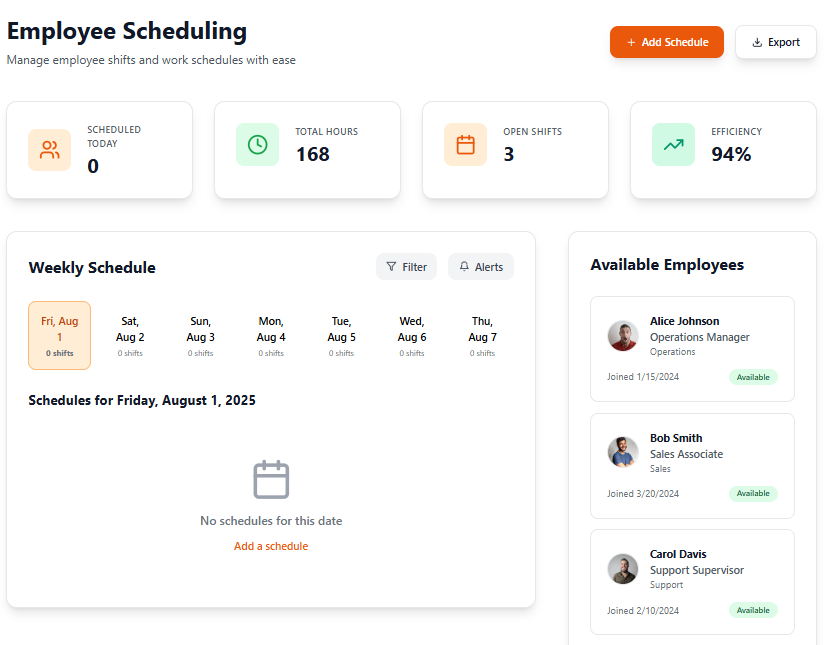 Employee Scheduling
Manage employee shifts and work schedules with ease
+ Add Schedule
Export
SCHEDULED
TODAY
0
TOTAL HOURS
168
OPEN SHIFTS
3
EFFICIENCY
94%
Weekly Schedule
Filter
Alerts
Fri, Aug
1
0 shifts
Sat,
Aug 2
0 shifts
Sun,
Aug 3
0 shifts
Mon,
Aug 4
0 shifts
Tue,
Aug 5
0 shifts
Wed,
Aug 6
0 shifts
Thu,
Aug 7
0 shifts
Schedules for Friday, August 1, 2025
No schedules for this date
Add a schedule
Available Employees
Alice Johnson
Operations Manager
Operations
Joined 1/15/2024
Available
Bob Smith
Sales Associate
Sales
Joined 3/20/2024
Available
Carol Davis
Support Supervisor
Support
Joined 2/10/2024
Available